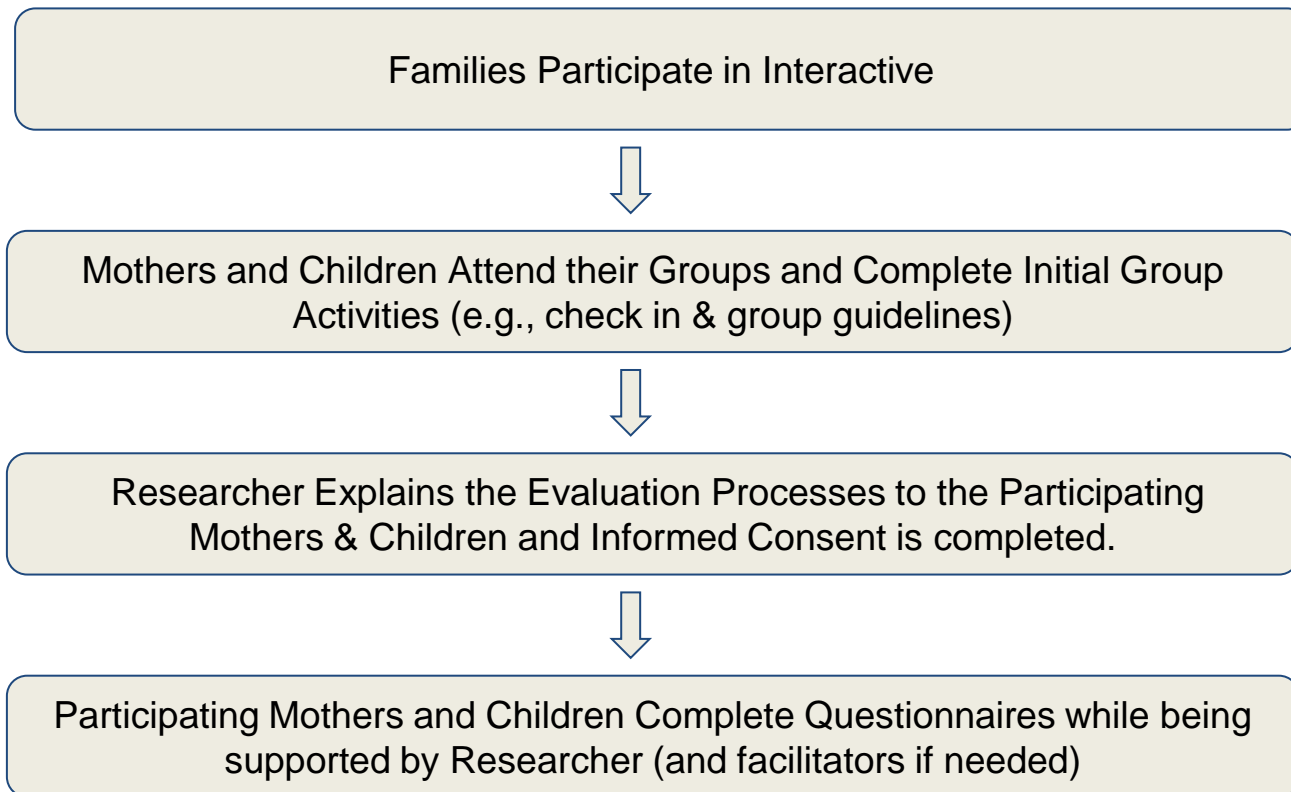 Families Participate in Interactive
Mothers and Children Attend their Groups and Complete Initial Group
Activities (e.g., check in & group guidelines)
Researcher Explains the Evaluation Processes to the Participating
Mothers & Children and Informed Consent is completed.
Participating Mothers and Children Complete Questionnaires while being
supported by Researcher (and facilitators if needed)